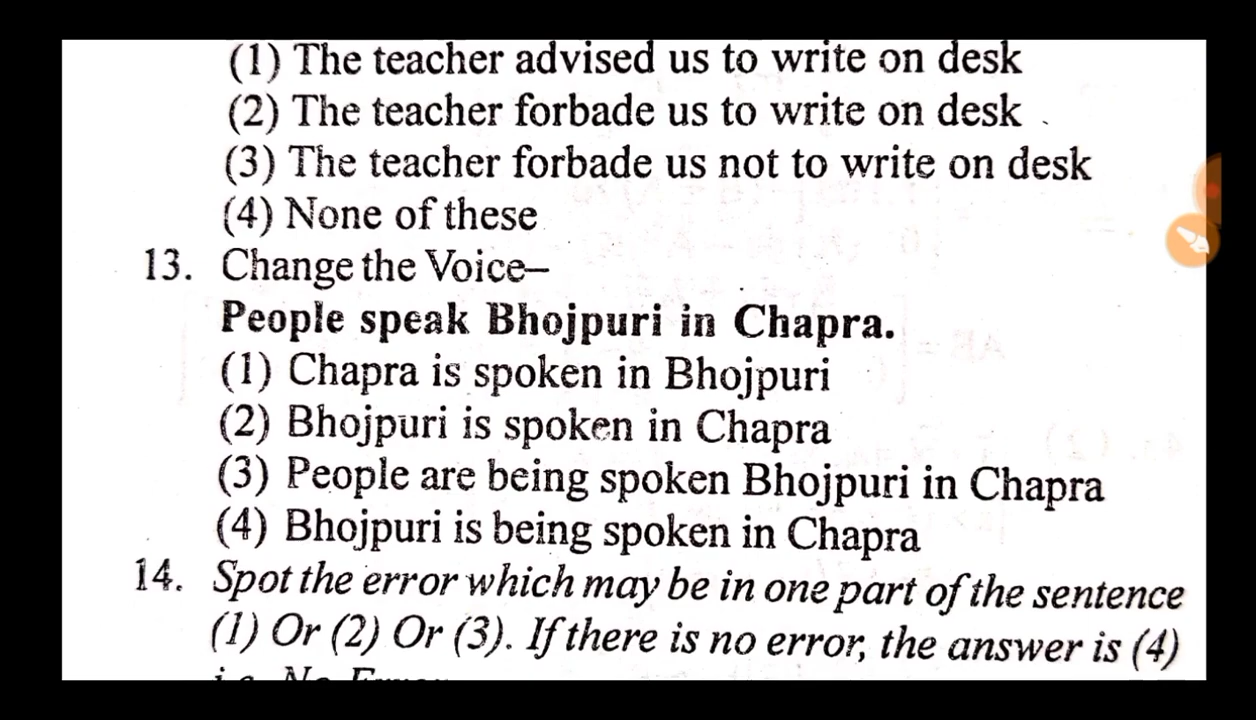 (1) The teacher advised us to write on desk
(2) The teacher forbade us to write on desk
(3) The teacher forbade us not to write on desk
(4) None of these
13. Change the Voice–
People speak Bhojpuri in Chapra.
(1) Chapra is spoken in Bhojpuri
(2) Bhojpuri is spoken in Chapra
(3) People are being spoken Bhojpuri in Chapra
(4) Bhojpuri is being spoken in Chapra
14. Spot the error which may be in one part of the sentence
(1) Or (2) Or (3). If there is no error, the answer is (4)